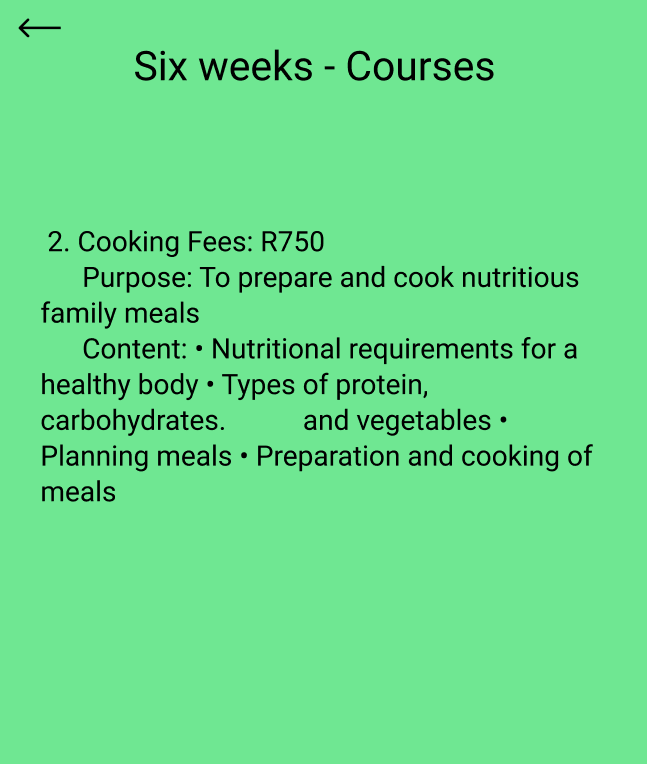 Six weeks - Courses
2. Cooking Fees: R750
Purpose: To prepare and cook nutritious
family meals
Content: • Nutritional requirements for a
healthy body • Types of protein,
carbohydrates. and vegetables •
Planning meals • Preparation and cooking of
meals